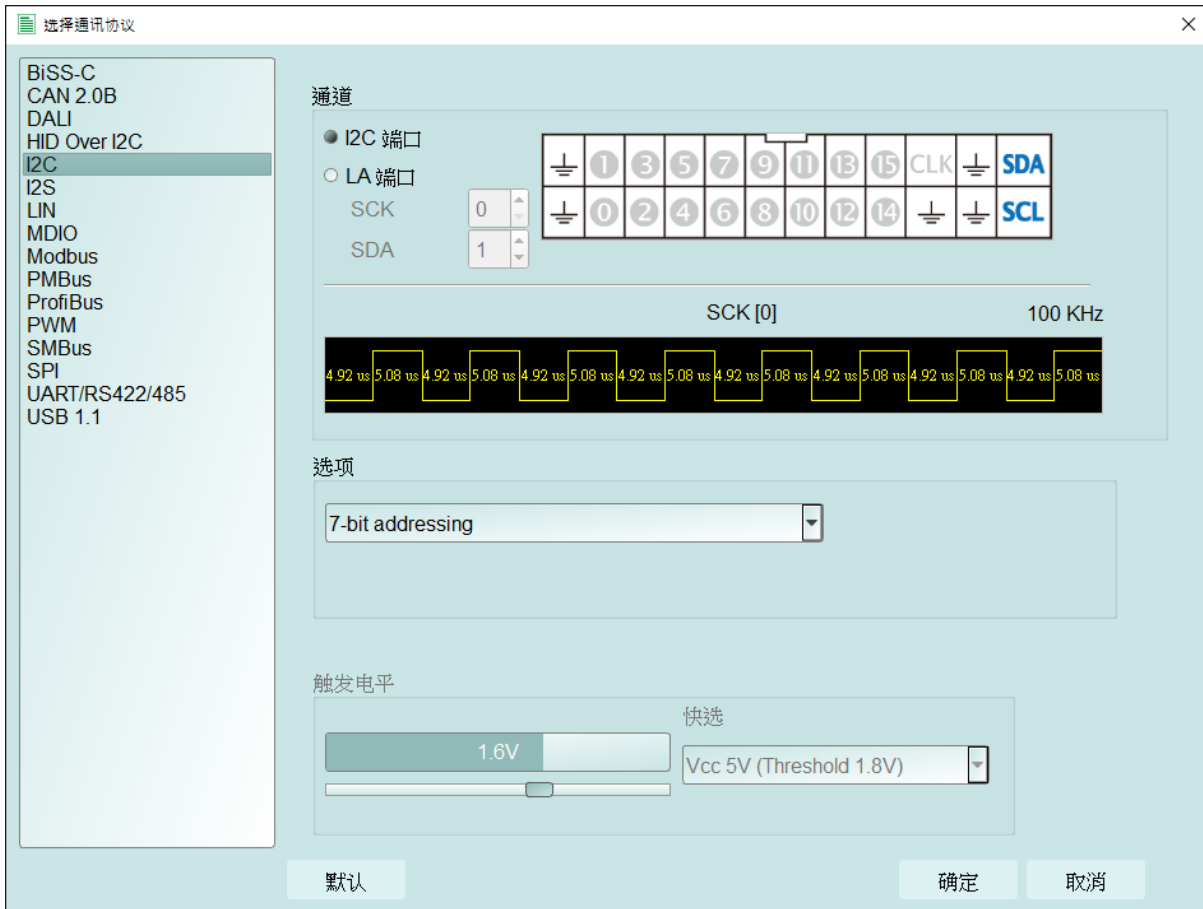 选择通讯协议
BiSS-C
CAN 2.0B
DALI
HID Over I2C
I2C
I2S
LIN
MDIO
Modbus
PMBus
ProfiBus
PWM
SMBus
SPI
UART/RS422/485
USB 1.1
通道
I2C 端口
LA 端口
SCK 0
SDA 1
1 3 5 7 9 11 13 15 CLK SDA
0 2 4 6 8 10 12 14 SCL
SCK [0] 100 KHz
4.92 us 5.08 us 4.92 us 5.08 us 4.92 us 5.08 us 4.92 us 5.08 us 4.92 us 5.08 us 4.92 us 5.08 us 4.92 us 5.08 us 4.92 us 5.08 us
选项
7-bit addressing
触发电平
快选
1.6V
Vcc 5V (Threshold 1.8V)
默认 确定 取消